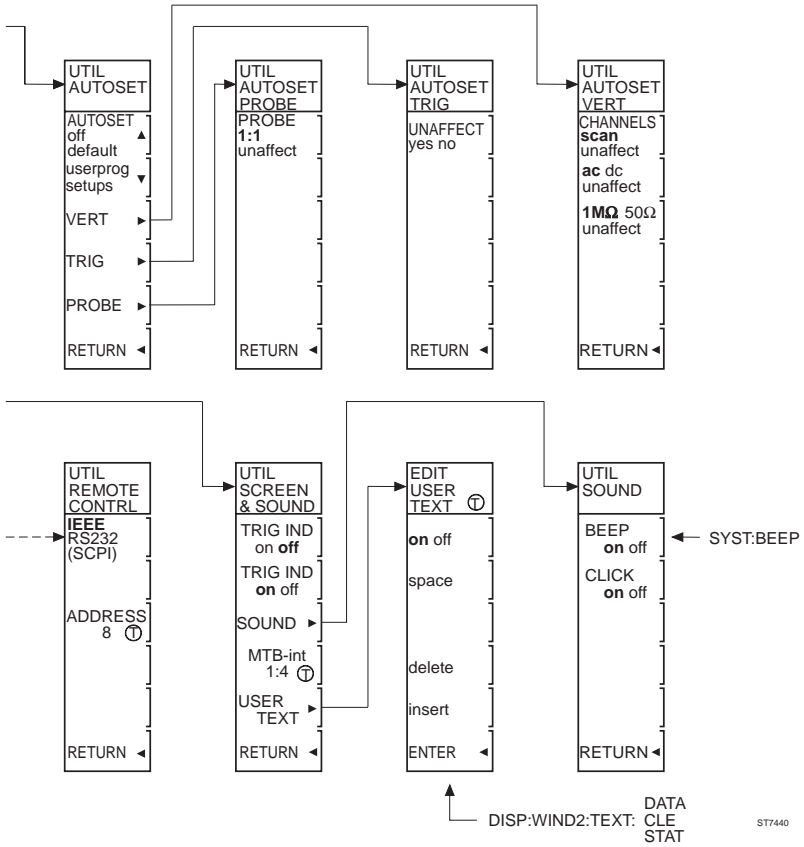 UTIL
AUTOSET
AUTOSET
off ▲
default
userprog
setups ▼
VERT ►
TRIG ►
PROBE ►
RETURN ◄
UTIL
AUTOSET
PROBE
PROBE
1:1
unaffect
RETURN ◄
UTIL
AUTOSET
TRIG
UNAFFECT
yes no
RETURN ◄
UTIL
AUTOSET
VERT
CHANNELS
scan
unaffect
ac dc
unaffect
1MΩ 50Ω
unaffect
RETURN ◄
UTIL
REMOTE
CONTRL
IEEE
RS232
(SCPI)
ADDRESS
8 Ⓣ
RETURN ◄
UTIL
SCREEN
& SOUND
TRIG IND
on off
TRIG IND
on off
SOUND ►
MTB-int
1:4 Ⓣ
USER ►
TEXT
RETURN ◄
EDIT
USER
TEXT Ⓣ
on off
space
delete
insert
ENTER ◄
UTIL
SOUND
BEEP
on off
CLICK
on off
RETURN ◄
SYST:BEEP
DATA
DISP:WIND2:TEXT: CLE
STAT
ST7440